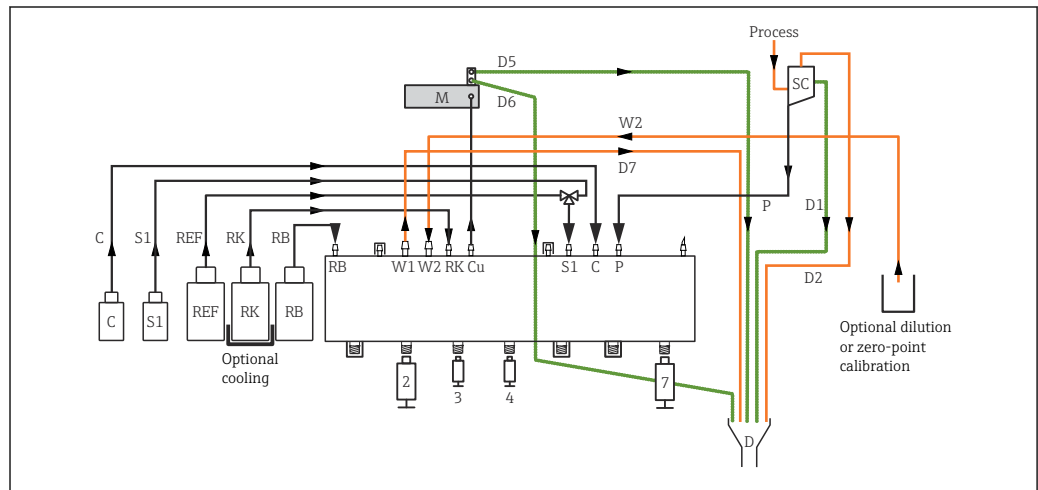 Process
D5
SC
M
D6
W2
D7
P
D1
C
S1
REF
RK
RB
RB
W1
W2
RK
Cu
S1
C
P
D2
C
S1
REF
RK
RB
Optional dilution
or zero-point
calibration
Optional
cooling
2
3
4
7
D